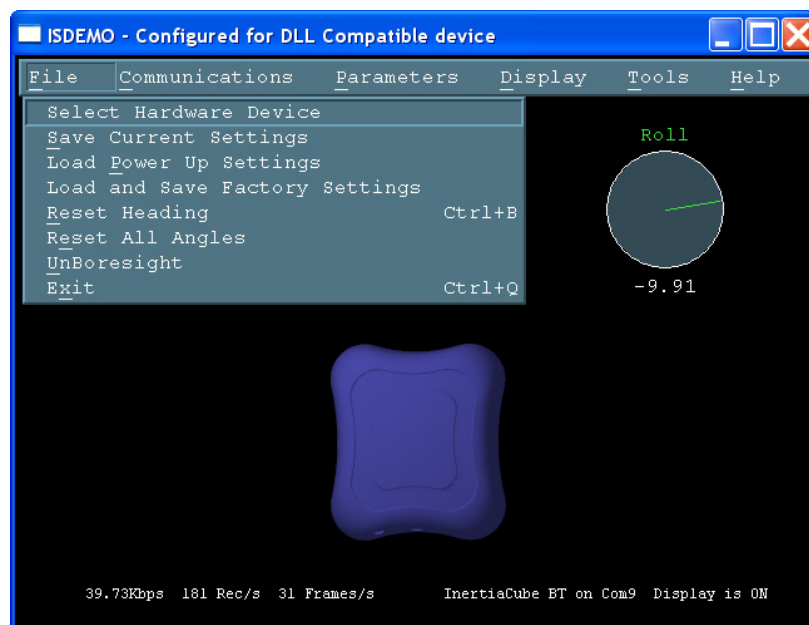 ISDEMO - Configured for DLL Compatible device
File Communications Parameters Display Tools Help
Select Hardware Device
Save Current Settings
Load Power Up Settings
Load and Save Factory Settings
Reset Heading Ctrl+B
Reset All Angles
UnBoresight
Exit Ctrl+Q
Roll
-9.91
39.73Kbps 181 Rec/s 31 Frames/s InertiaCube BT on Com9 Display is ON